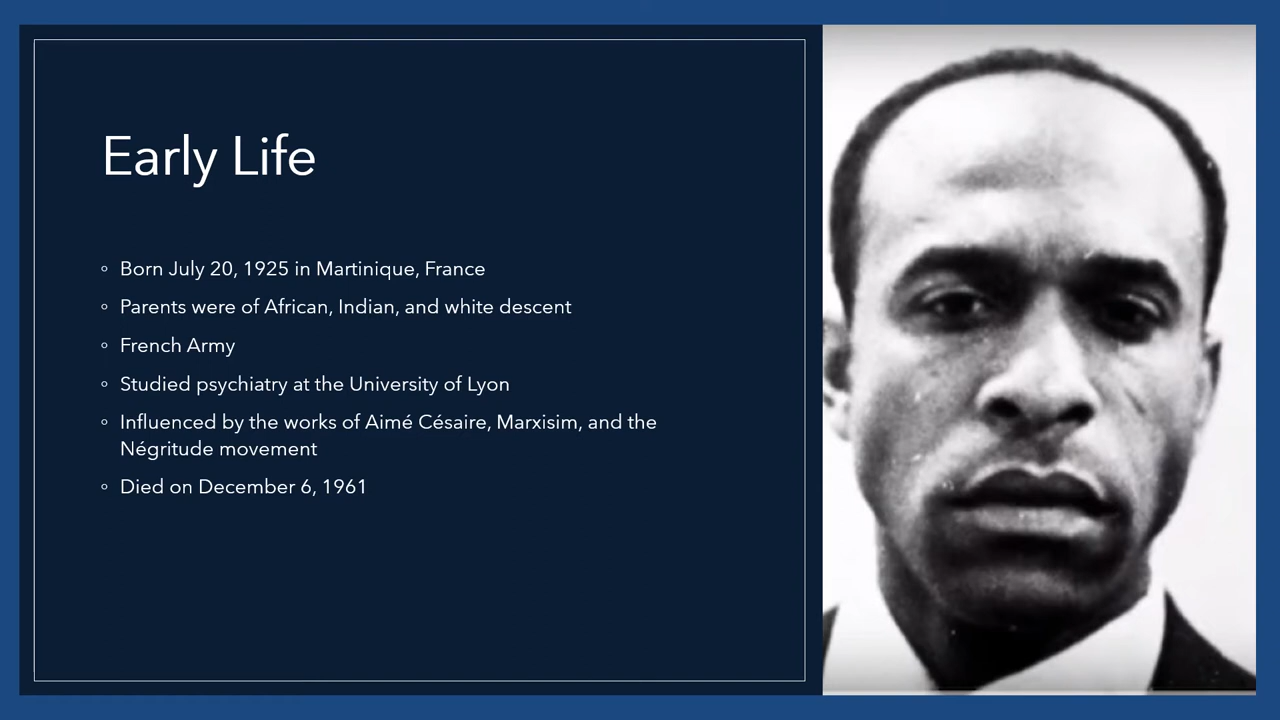 Early Life
◦ Born July 20, 1925 in Martinique, France
◦ Parents were of African, Indian, and white descent
◦ French Army
◦ Studied psychiatry at the University of Lyon
◦ Influenced by the works of Aimé Césaire, Marxisim, and the
Négritude movement
◦ Died on December 6, 1961